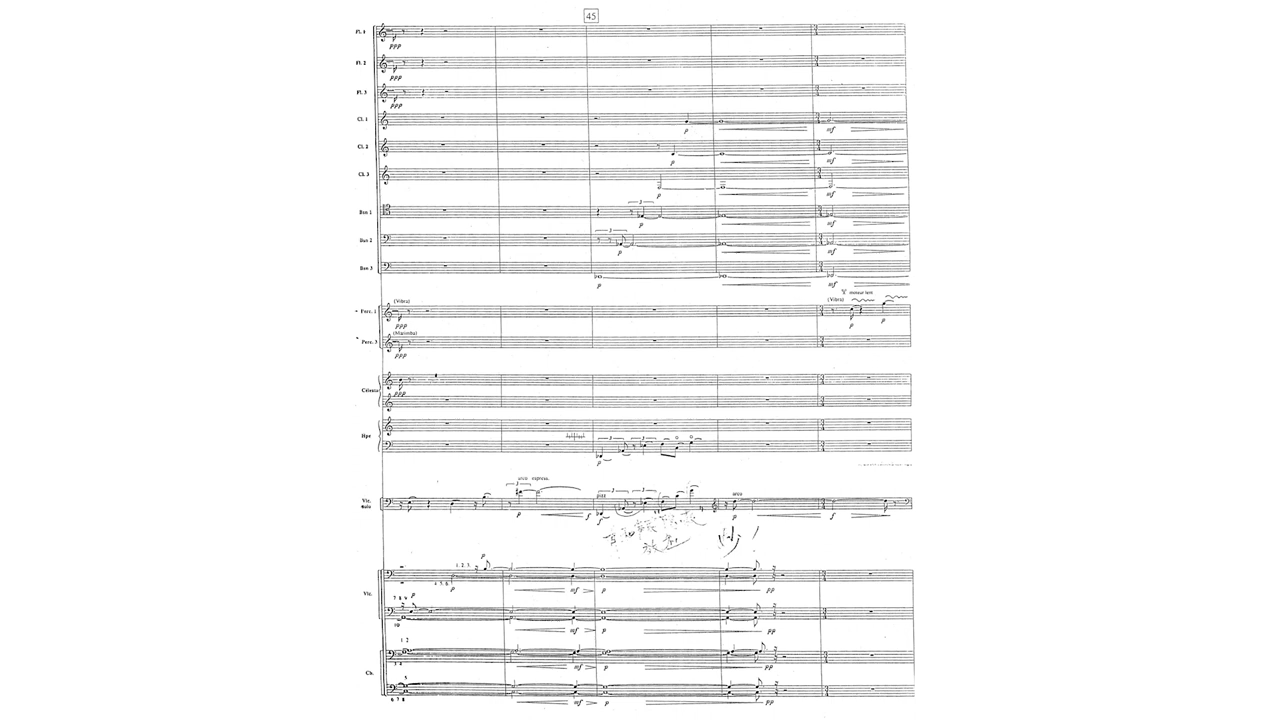 45
Fl. 1
ppp
Fl. 2
ppp
Fl. 3
ppp
Cl. 1
p mf
Cl. 2
p mf
Cl. 3
p mf
Bsn 1
3
p mf
Bsn 2
3
p mf
Bsn 3
p mf
(Vibra)
(Vibra) moteur lent
Perc. 1
ppp p p
(Marimba)
Perc. 3
ppp
Célesta
ppp
Hpe
3 3
p
arco express.
3
pizz
3 3
arco
Vlc. Solo
p f f p f
放起
妙!
p
1. 2. 3.
4. 5. 6.
p mf p pp
Vlc.
7 8 9 p
10
mf p pp
1 2
mf p pp
Cb.
5
6 7 8
mf p pp